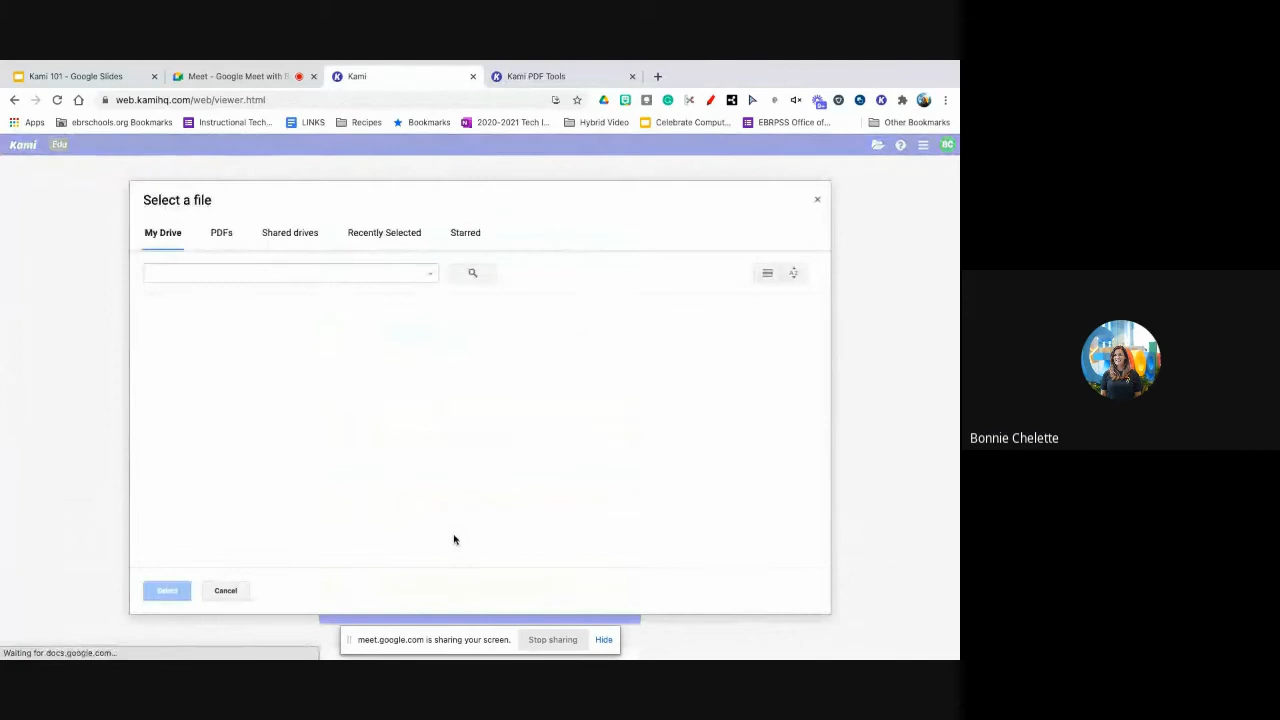 Kami 101 - Google Slides
Meet - Google Meet with B
Kami
Kami PDF Tools
web.kamihq.com/web/viewer.html
Apps
ebrschools.org Bookmarks
Instructional Tech...
LINKS
Recipes
Bookmarks
2020-2021 Tech I...
Hybrid Video
Celebrate Comput...
EBRPSS Office of...
Other Bookmarks
Kami
Edu
BC
Select a file
My Drive
PDFs
Shared drives
Recently Selected
Starred
Select
Cancel
Bonnie Chelette
meet.google.com is sharing your screen.
Stop sharing
Hide
Waiting for docs.google.com...